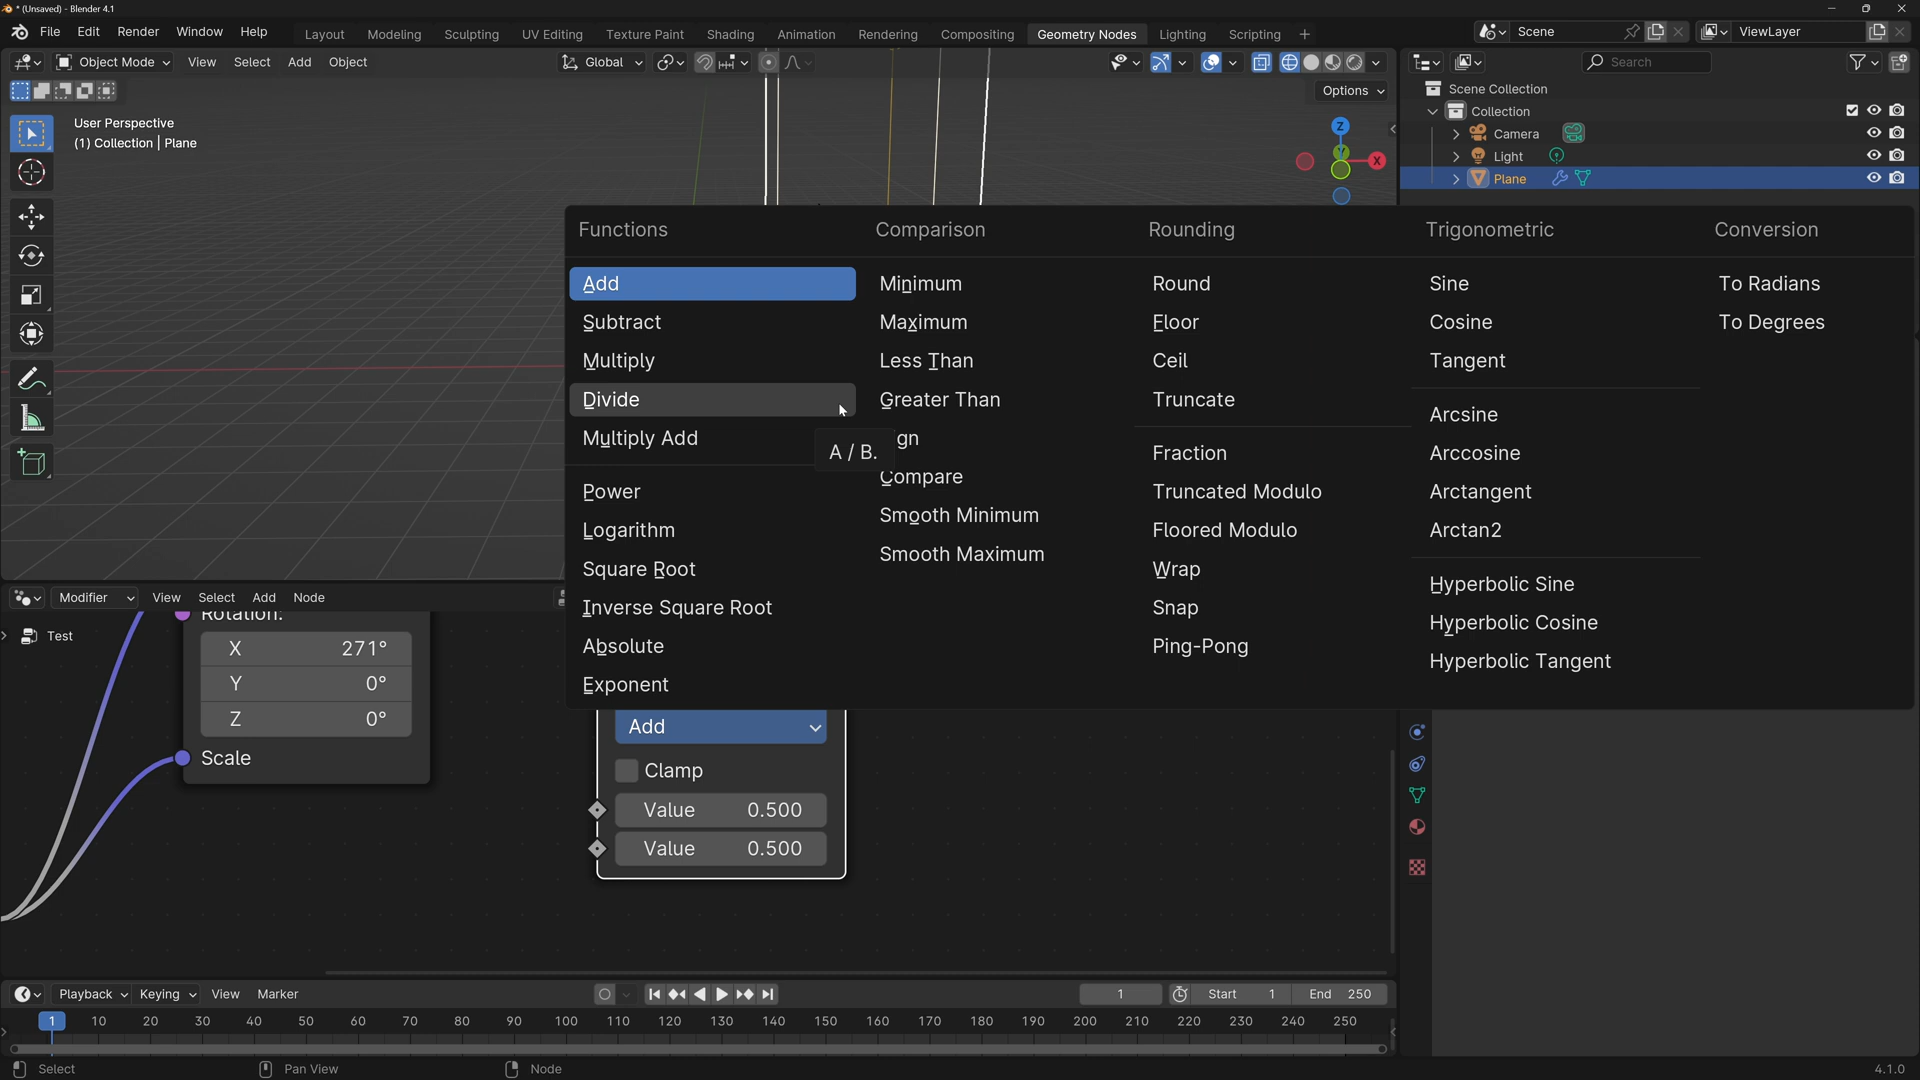 * (Unsaved) - Blender 4.1
File Edit Render Window Help Layout Modeling Sculpting UV Editing Texture Paint Shading Animation Rendering Compositing Geometry Nodes Lighting Scripting + Scene ViewLayer
Object Mode View Select Add Object Global Search
Options
User Perspective
(1) Collection | Plane
Z
Y
X
Scene Collection
Collection
Camera
Light
Plane
Functions
Add
Subtract
Multiply
Divide
Multiply Add
Power
Logarithm
Square Root
Inverse Square Root
Absolute
Exponent
Comparison
Minimum
Maximum
Less Than
Greater Than
gn
Compare
Smooth Minimum
Smooth Maximum
A / B.
Rounding
Round
Floor
Ceil
Truncate
Fraction
Truncated Modulo
Floored Modulo
Wrap
Snap
Ping-Pong
Trigonometric
Sine
Cosine
Tangent
Arcsine
Arccosine
Arctangent
Arctan2
Hyperbolic Sine
Hyperbolic Cosine
Hyperbolic Tangent
Conversion
To Radians
To Degrees
Modifier View Select Add Node
Test
Rotation:
X 271°
Y 0°
Z 0°
Scale
Add
Clamp
Value 0.500
Value 0.500
Playback Keying View Marker 1 Start 1 End 250
1 10 20 30 40 50 60 70 80 90 100 110 120 130 140 150 160 170 180 190 200 210 220 230 240 250
Select Pan View Node 4.1.0